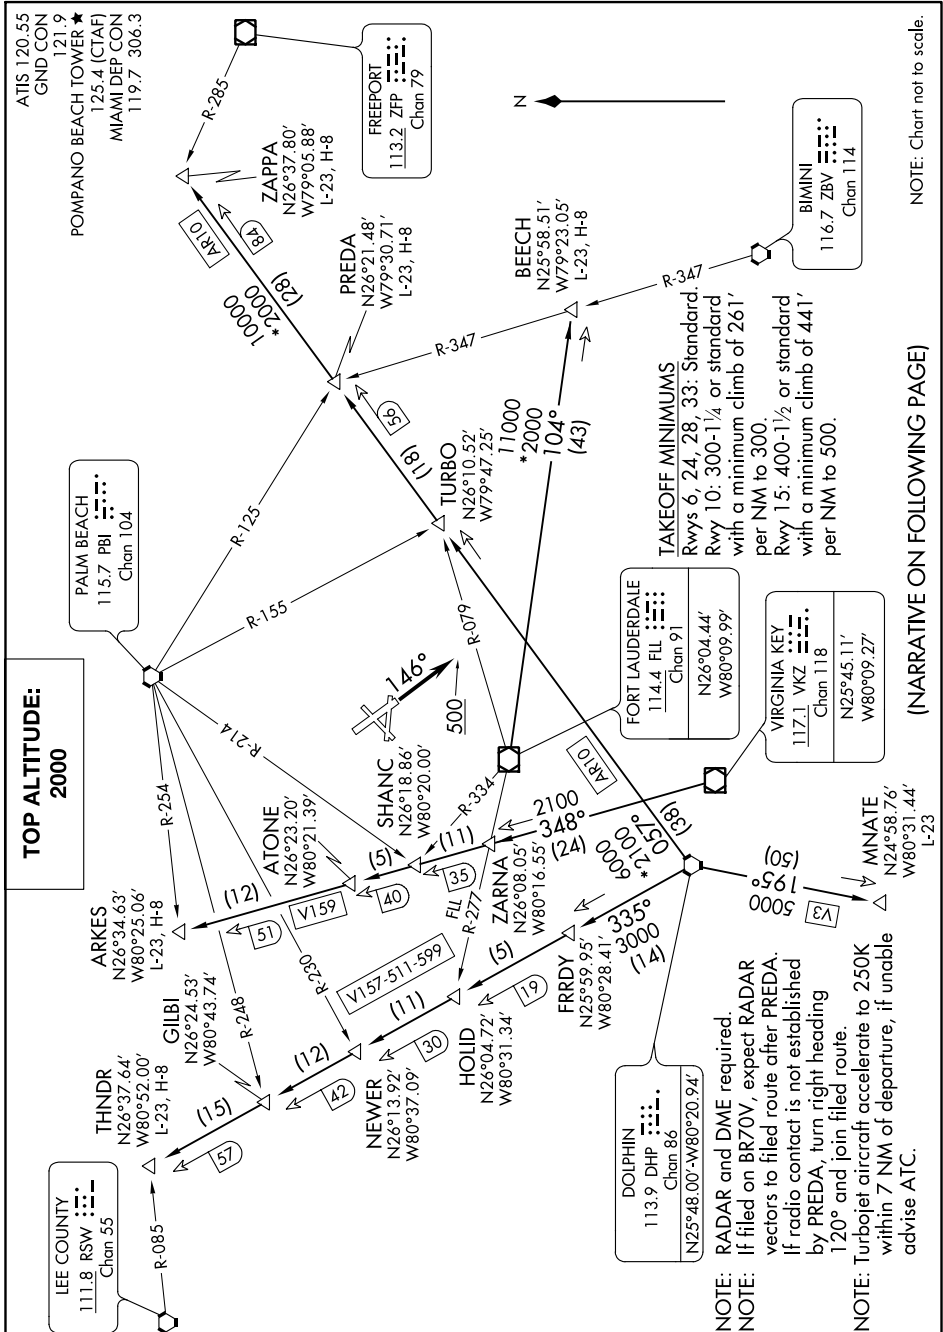 TOP ALTITUDE:
2000
ATIS 120.55
GND CON
121.9
POMPANO BEACH TOWER ★
125.4 (CTAF)
MIAMI DEP CON
119.7 306.3
LEE COUNTY
111.8 RSW
Chan 55
R-085
THNDR
N26°37.64'
W80°52.00'
L-23, H-8
57
(15)
GILBI
N26°24.53'
W80°43.74'
R-248
42
(12)
NEWER
N26°13.92'
W80°37.09'
R-230
30
(11)
V157-511-599
HOLID
N26°04.72'
W80°31.34'
FLL
R-277
19
(5)
FRRDY
N25°59.95'
W80°28.41'
335°
3000
(14)
ARKES
N26°34.63'
W80°25.06'
L-23, H-8
R-254
51
(12)
V159
ATONE
N26°23.20'
W80°21.39'
40
(5)
SHANC
N26°18.86'
W80°20.00'
R-214
R-334
35
(11)
ZARNA
N26°08.05'
W80°16.55'
2100
348°
(24)
PALM BEACH
115.7 PBI
Chan 104
R-155
R-125
146°
500
R-079
TURBO
N26°10.52'
W79°47.25'
AR10
6000
*2100
057°
(38)
(18)
56
PREDA
N26°21.48'
W79°30.71'
L-23, H-8
10000
*2000
(28)
AR10
84
ZAPPA
N26°37.80'
W79°05.88'
L-23, H-8
R-285
FREEPORT
113.2 ZFP
Chan 79
N
R-347
BEECH
N25°58.51'
W79°23.05'
L-23, H-8
R-347
11000
*2000
104°
(43)
BIMINI
116.7 ZBV
Chan 114
FORT LAUDERDALE
114.4 FLL
Chan 91
N26°04.44'
W80°09.99'
VIRGINIA KEY
117.1 VKZ
Chan 118
N25°45.11'
W80°09.27'
DOLPHIN
113.9 DHP
Chan 86
N25°48.00'-W80°20.94'
5000
195°
(50)
V3
MNATE
N24°58.76'
W80°31.44'
L-23
TAKEOFF MINIMUMS
Rwys 6, 24, 28, 33: Standard.
Rwy 10: 300-1¼ or standard
with a minimum climb of 261'
per NM to 300.
Rwy 15: 400-1½ or standard
with a minimum climb of 441'
per NM to 500.
NOTE: RADAR and DME required.
NOTE: If filed on BR70V, expect RADAR
vectors to filed route after PREDA.
If radio contact is not established
by PREDA, turn right heading
120° and join filed route.
NOTE: Turbojet aircraft accelerate to 250K
within 7 NM of departure, if unable
advise ATC.
(NARRATIVE ON FOLLOWING PAGE)
NOTE: Chart not to scale.